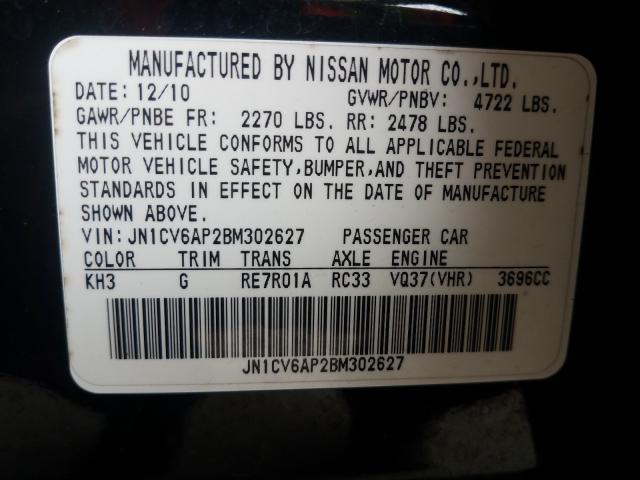 MANUFACTURED BY NISSAN MOTOR CO.,LTD.
DATE: 12/10 GVWR/PNBV: 4722 LBS.
GAWR/PNBE FR: 2270 LBS. RR: 2478 LBS.
THIS VEHICLE CONFORMS TO ALL APPLICABLE FEDERAL
MOTOR VEHICLE SAFETY,BUMPER,AND THEFT PREVENTION
STANDARDS IN EFFECT ON THE DATE OF MANUFACTURE
SHOWN ABOVE.
VIN:JN1CV6AP2BM302627 PASSENGER CAR
COLOR TRIM TRANS AXLE ENGINE
KH3 G RE7R01A RC33 VQ37(VHR) 3696CC
JN1CV6AP2BM302627